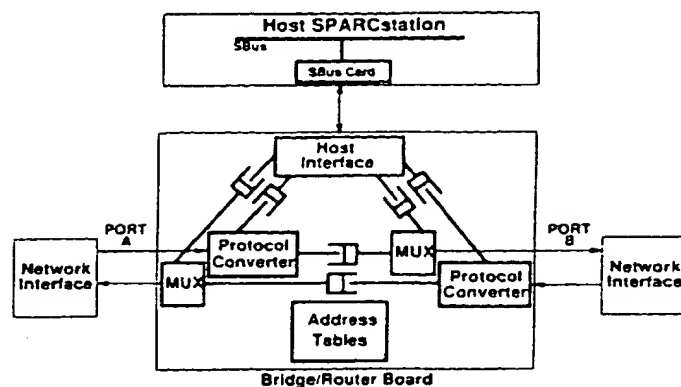 Host SPARCstation
SBus
SBus Card
Host
Interface
PORT
A
PORT
B
Network
Interface
Protocol
Converter
MUX
MUX
Protocol
Converter
Network
Interface
Address
Tables
Bridge/Router Board